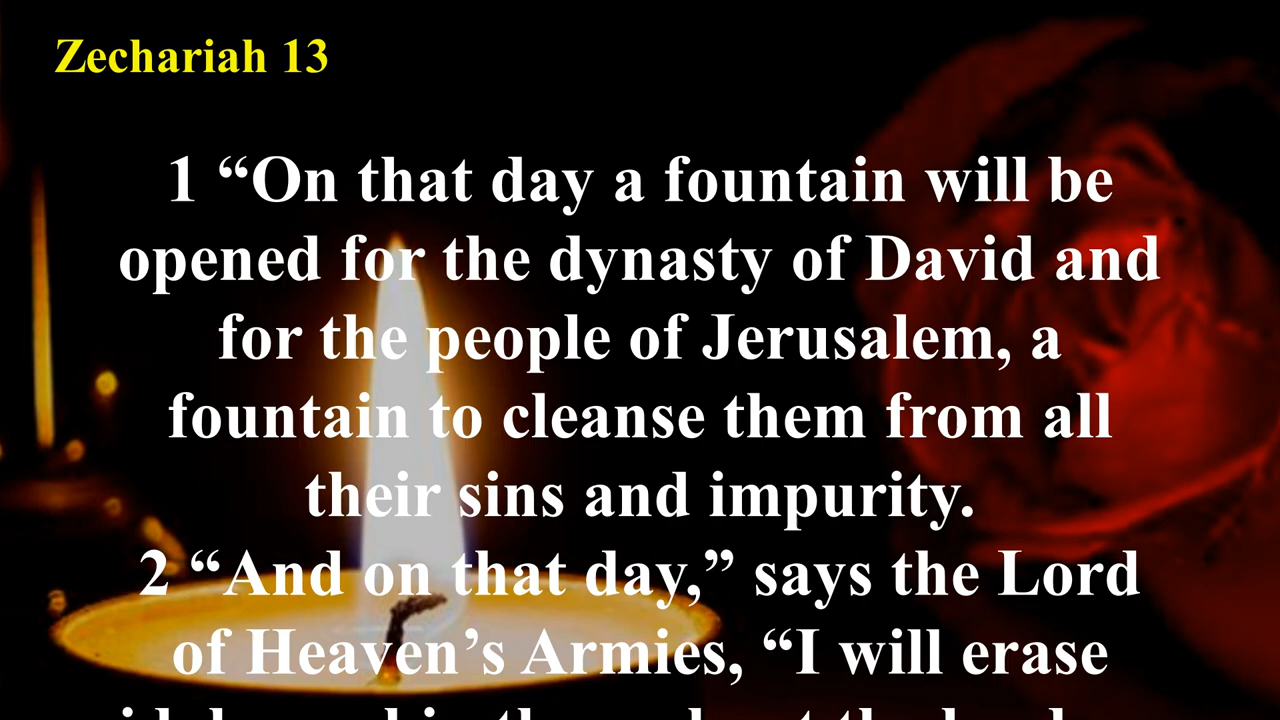 Zechariah 13
1 “On that day a fountain will be
opened for the dynasty of David and
for the people of Jerusalem, a
fountain to cleanse them from all
their sins and impurity.
2 “And on that day,” says the Lord
of Heaven’s Armies, “I will erase